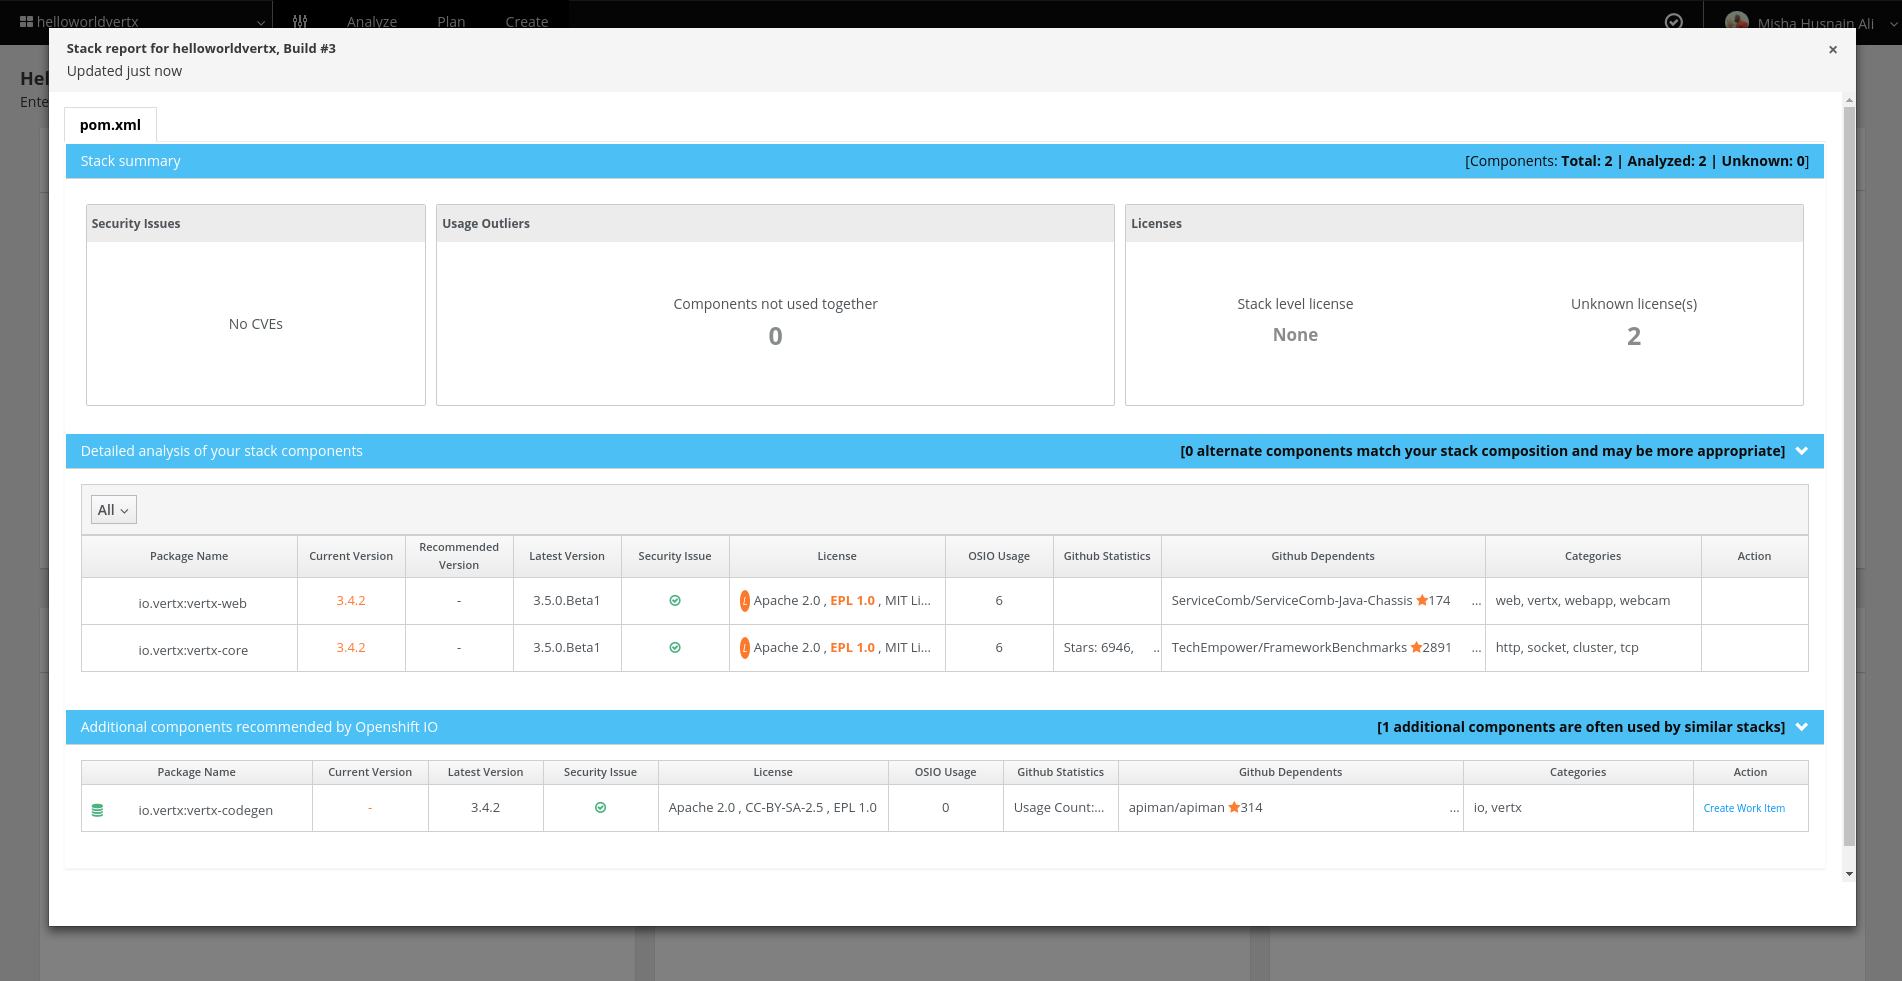 helloworldvertx Analyze Plan Create Misha Husnain Ali
Hel
Ente
Stack report for helloworldvertx, Build #3
Updated just now
×
pom.xml
Stack summary [Components: Total: 2 | Analyzed: 2 | Unknown: 0]
Security Issues Usage Outliers Licenses
No CVEs
Components not used together
0
Stack level license Unknown license(s)
None 2
Detailed analysis of your stack components [0 alternate components match your stack composition and may be more appropriate]
All
Package Name Current Version Recommended Version Latest Version Security Issue License OSIO Usage Github Statistics Github Dependents Categories Action
io.vertx:vertx-web 3.4.2 - 3.5.0.Beta1 L Apache 2.0 , EPL 1.0 , MIT Li... 6 ServiceComb/ServiceComb-Java-Chassis 174 ... web, vertx, webapp, webcam
io.vertx:vertx-core 3.4.2 - 3.5.0.Beta1 L Apache 2.0 , EPL 1.0 , MIT Li... 6 Stars: 6946, .. TechEmpower/FrameworkBenchmarks 2891 ... http, socket, cluster, tcp
Additional components recommended by Openshift IO [1 additional components are often used by similar stacks]
Package Name Current Version Latest Version Security Issue License OSIO Usage Github Statistics Github Dependents Categories Action
io.vertx:vertx-codegen - 3.4.2 Apache 2.0 , CC-BY-SA-2.5 , EPL 1.0 0 Usage Count:... apiman/apiman 314 ... io, vertx Create Work Item